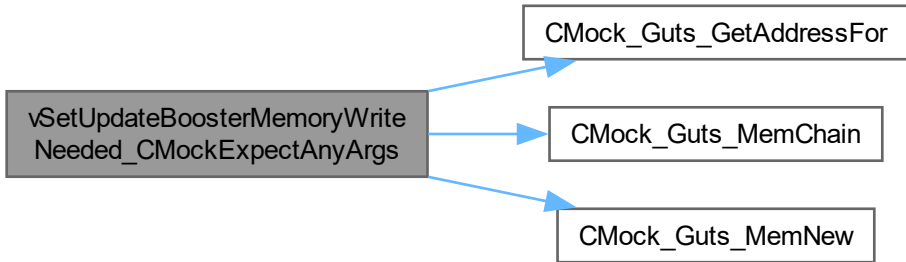 CMock_Guts_GetAddressFor
vSetUpdateBoosterMemoryWrite
Needed_CMockExpectAnyArgs
CMock_Guts_MemChain
CMock_Guts_MemNew